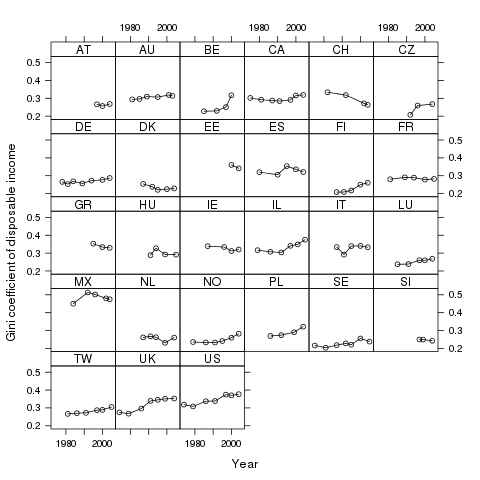 1980 2000 1980 2000 1980 2000
AT AU BE CA CH CZ
0.5
0.4
0.3
0.2
DE DK EE ES FI FR
0.5
0.4
0.3
0.2
GR HU IE IL IT LU
0.5
0.4
0.3
0.2
MX NL NO PL SE SI
0.5
0.4
0.3
0.2
TW UK US
0.5
0.4
0.3
0.2
1980 2000 1980 2000 1980 2000
Year
Gini coefficient of disposable income